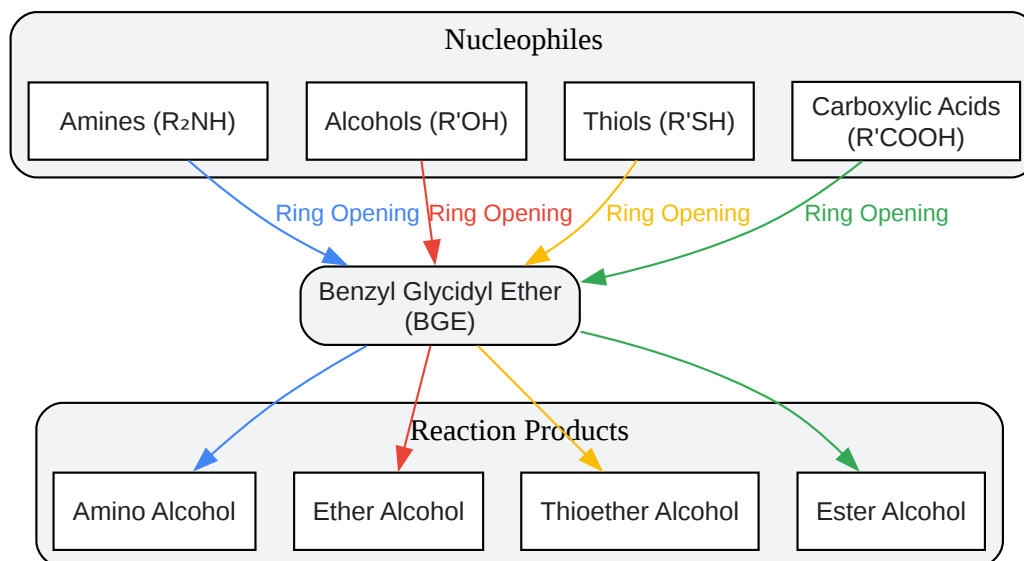 Nucleophiles
Amines (R₂NH)
Alcohols (R'OH)
Thiols (R'SH)
Carboxylic Acids
(R'COOH)
Ring Opening
Ring Opening
Ring Opening
Ring Opening
Benzyl Glycidyl Ether
(BGE)
Reaction Products
Amino Alcohol
Ether Alcohol
Thioether Alcohol
Ester Alcohol